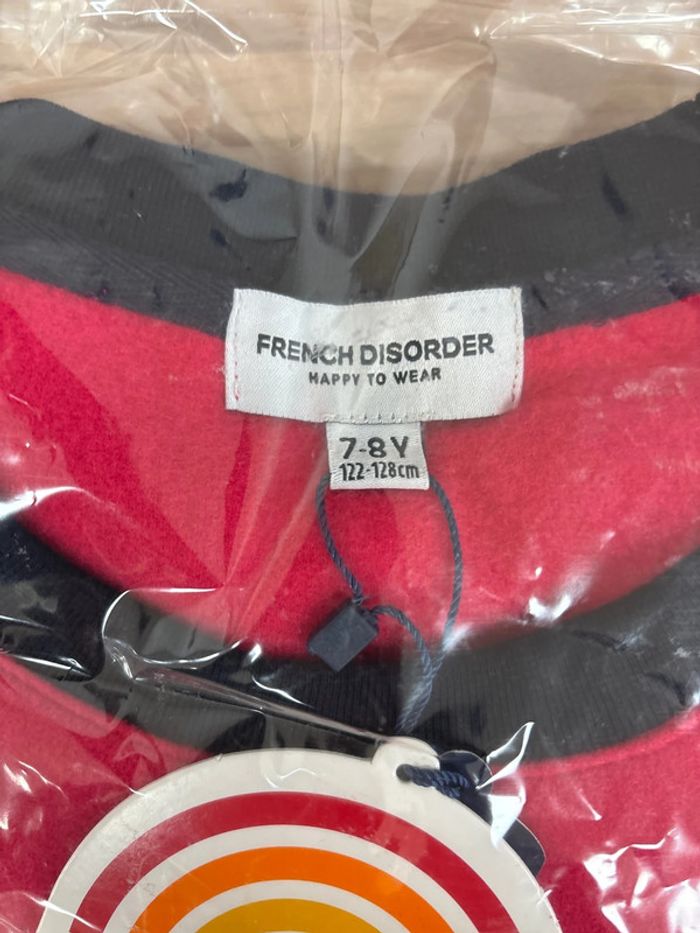 FRENCH DISORDER
HAPPY TO WEAR
7-8Y
122-128cm